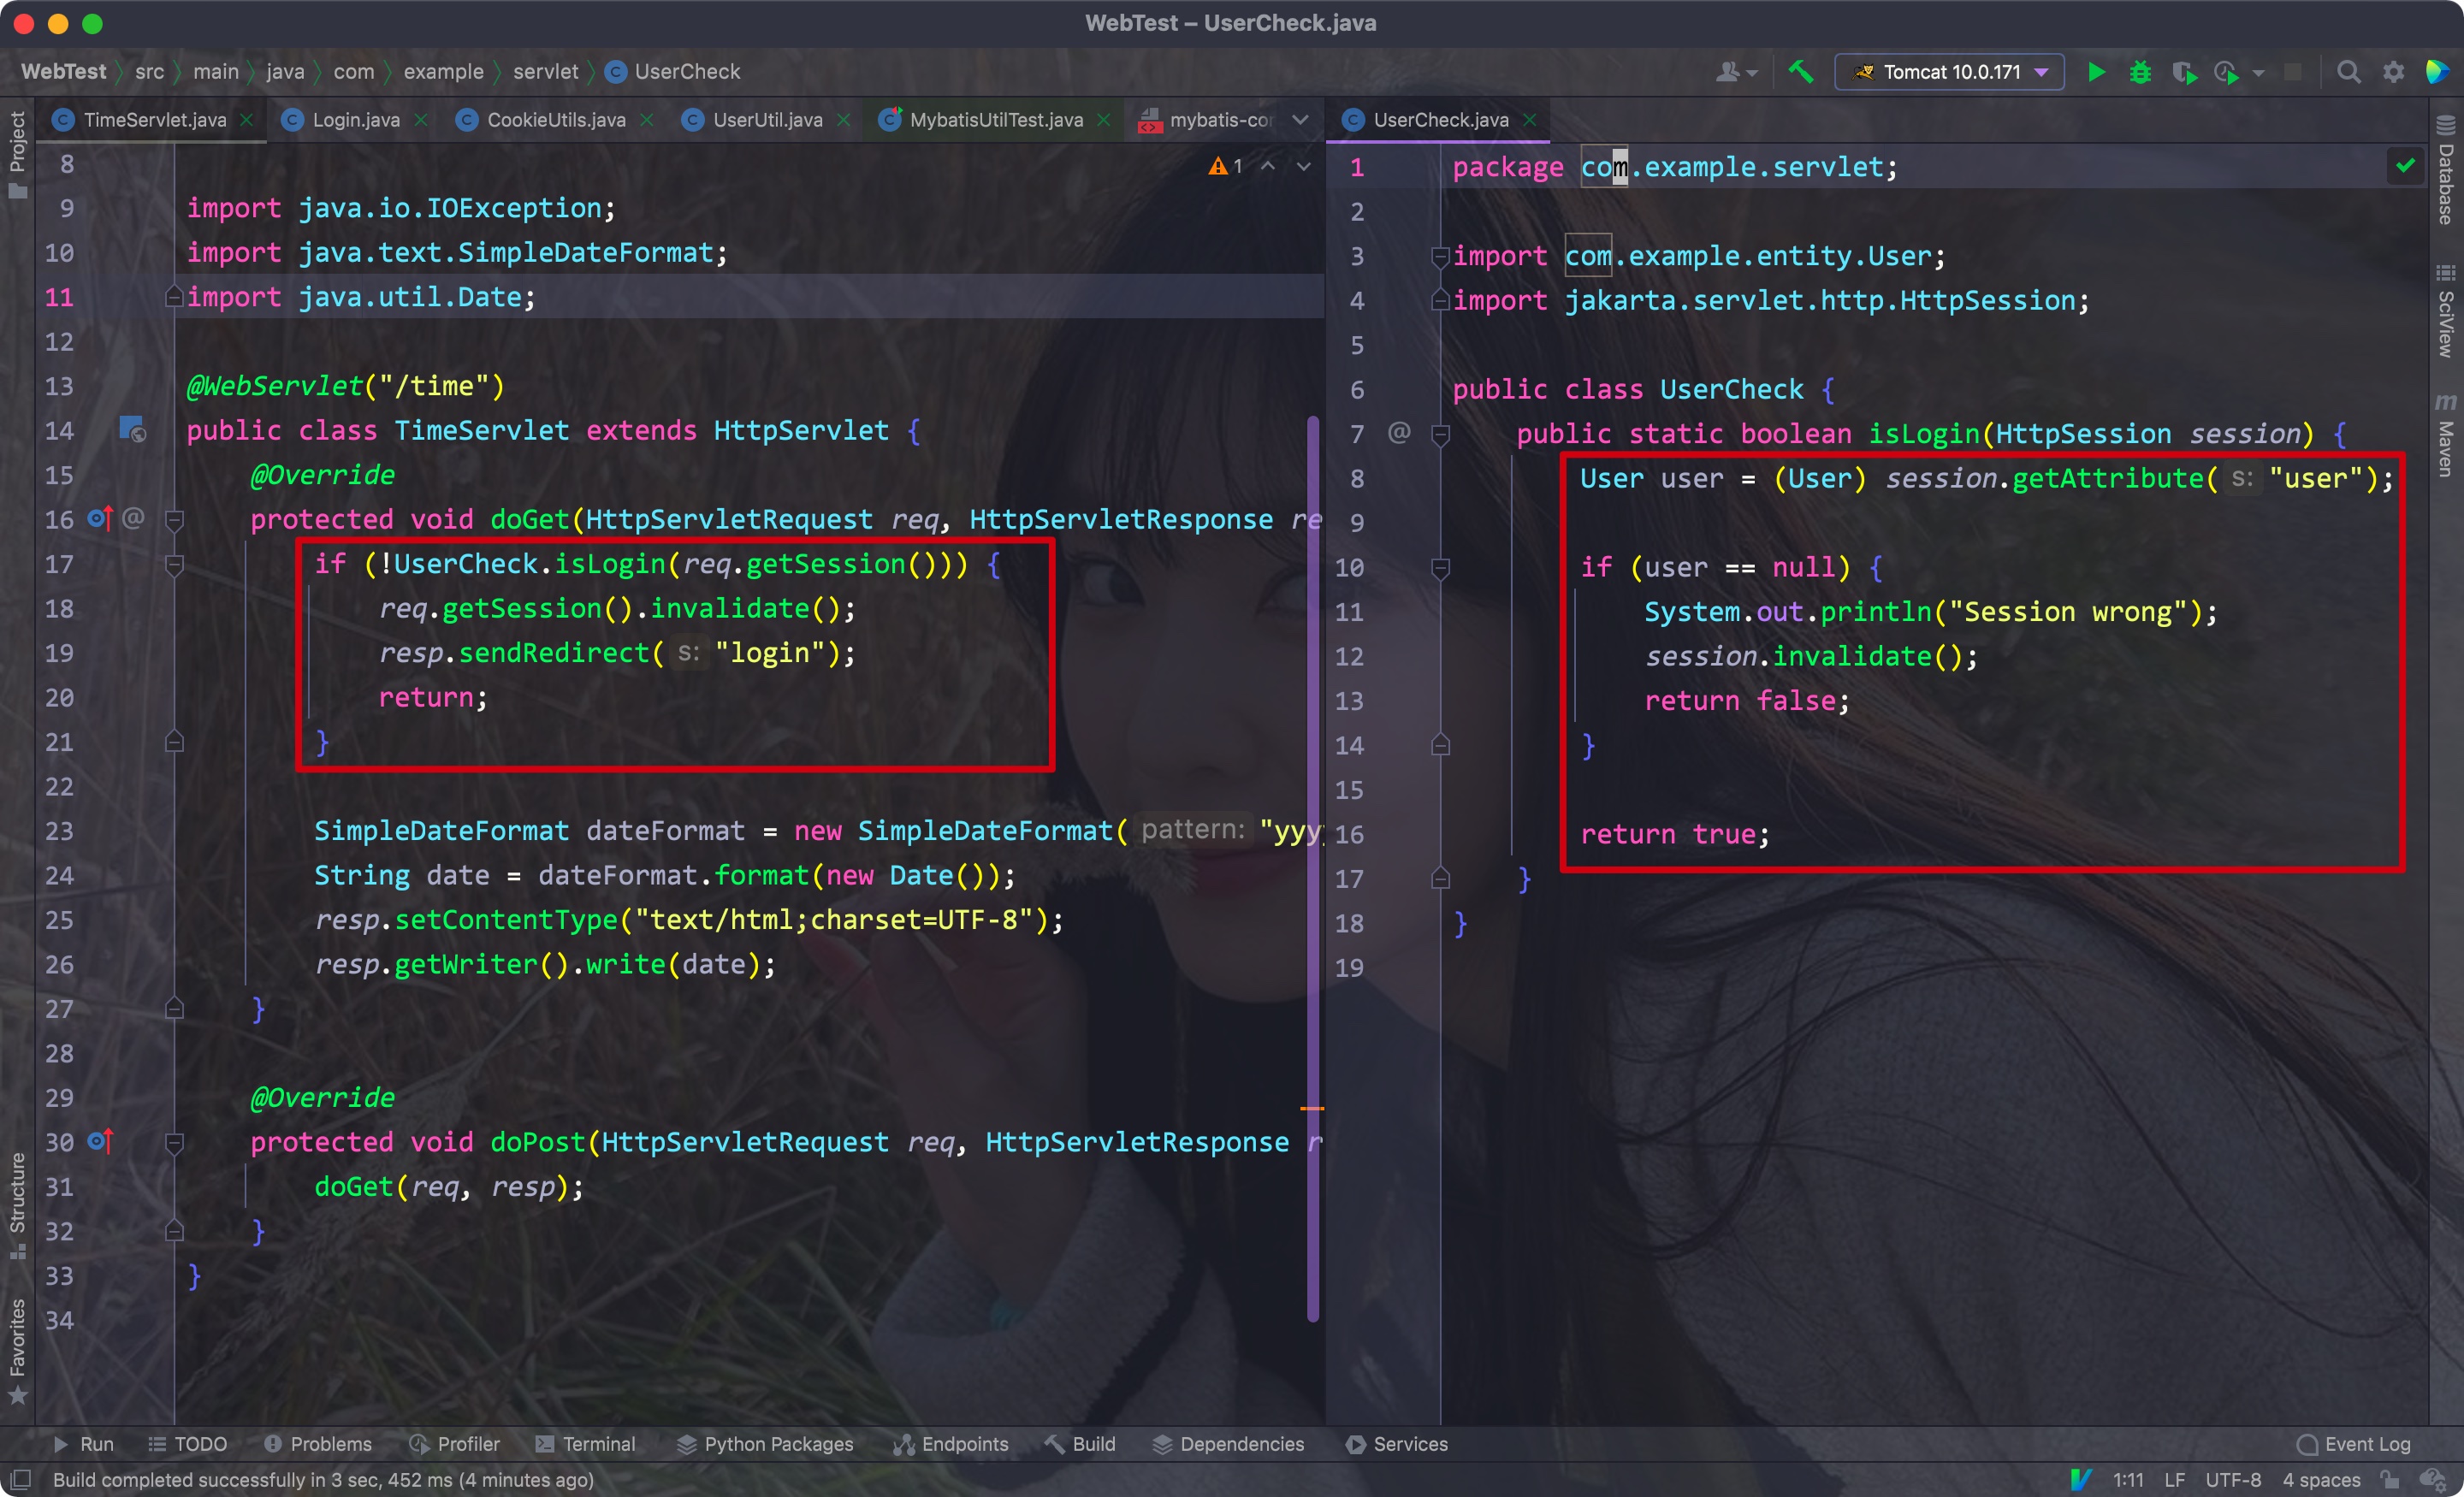 WebTest – UserCheck.java
WebTest src main java com example servlet UserCheck
Tomcat 10.0.171
TimeServlet.java Login.java CookieUtils.java UserUtil.java MybatisUtilTest.java mybatis-cor
UserCheck.java
Project
Structure
Favorites
1
8
9 import java.io.IOException;
10 import java.text.SimpleDateFormat;
11 import java.util.Date;
12
13 @WebServlet("/time")
14 public class TimeServlet extends HttpServlet {
15 @Override
16 @ protected void doGet(HttpServletRequest req, HttpServletResponse re
17 if (!UserCheck.isLogin(req.getSession())) {
18 req.getSession().invalidate();
19 resp.sendRedirect( s: "login");
20 return;
21 }
22
23 SimpleDateFormat dateFormat = new SimpleDateFormat( pattern: "yyy
24 String date = dateFormat.format(new Date());
25 resp.setContentType("text/html;charset=UTF-8");
26 resp.getWriter().write(date);
27 }
28
29 @Override
30 protected void doPost(HttpServletRequest req, HttpServletResponse r
31 doGet(req, resp);
32 }
33 }
34
1 package com.example.servlet;
2
3 import com.example.entity.User;
4 import jakarta.servlet.http.HttpSession;
5
6 public class UserCheck {
7 @ public static boolean isLogin(HttpSession session) {
8 User user = (User) session.getAttribute( s: "user");
9
10 if (user == null) {
11 System.out.println("Session wrong");
12 session.invalidate();
13 return false;
14 }
15
16 return true;
17 }
18 }
19
Database
SciView
m Maven
Run TODO Problems Profiler Terminal Python Packages Endpoints Build Dependencies Services Event Log
Build completed successfully in 3 sec, 452 ms (4 minutes ago) 1:11 LF UTF-8 4 spaces